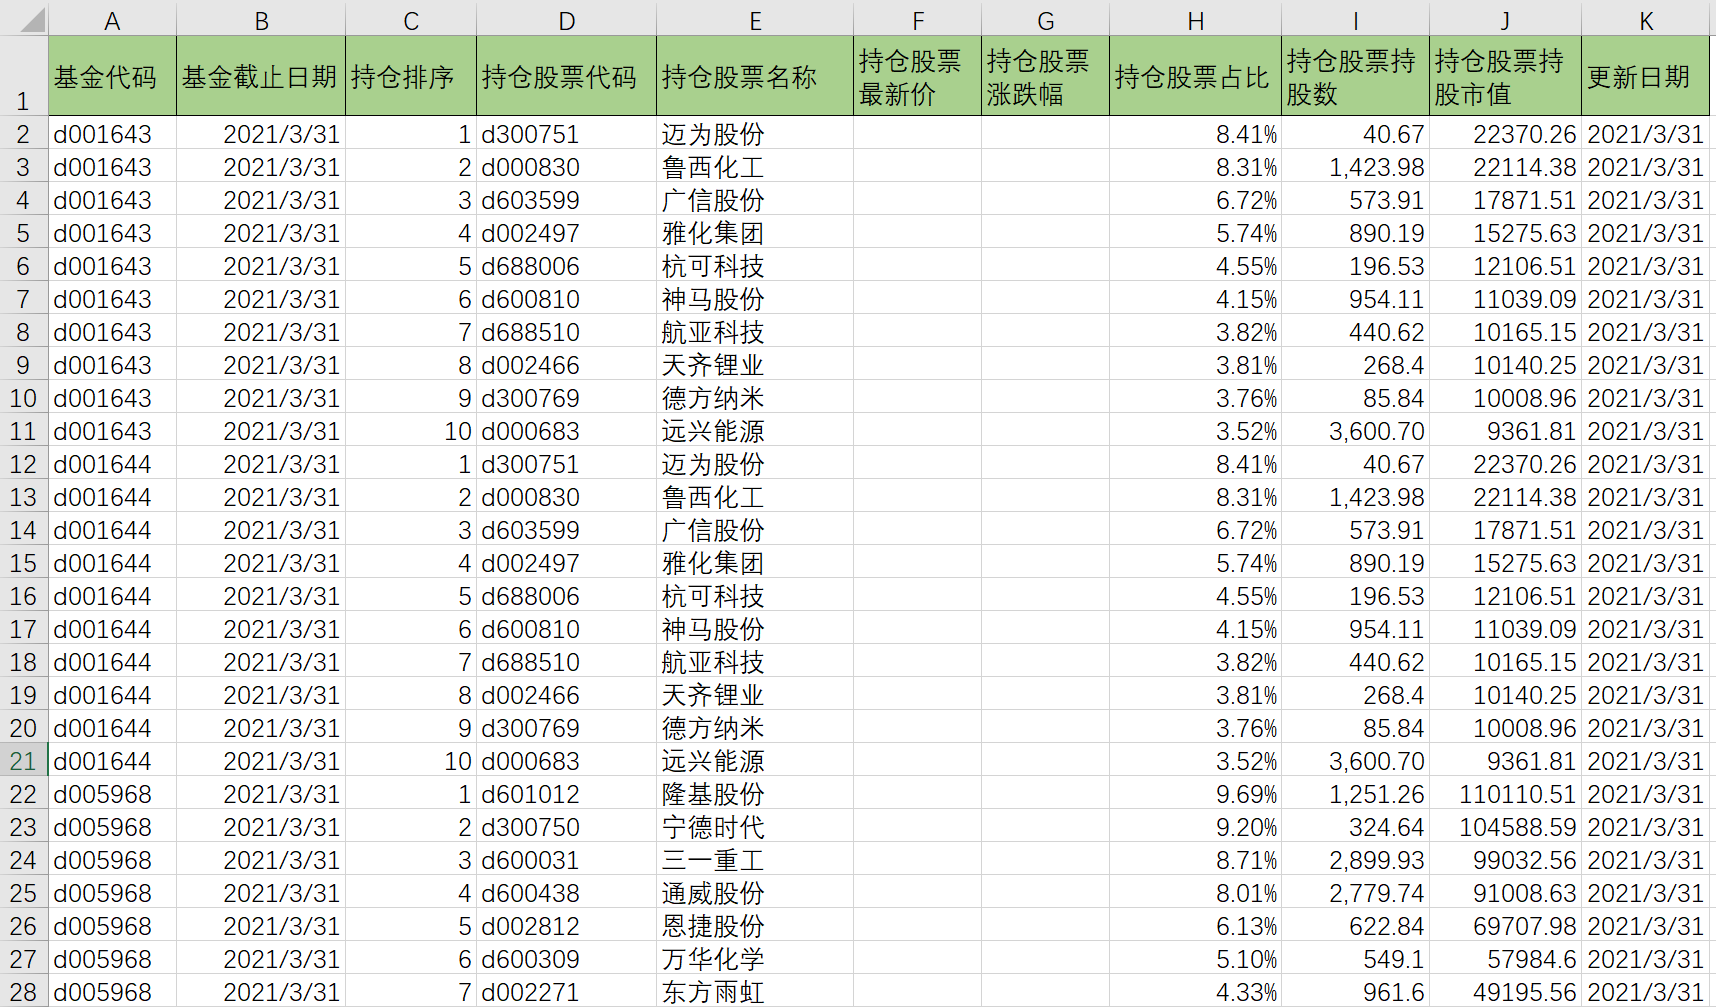 A B C D E F G H I J K
1 基金代码 基金截止日期 持仓排序 持仓股票代码 持仓股票名称 持仓股票最新价 持仓股票涨跌幅 持仓股票占比 持仓股票持股数 持仓股票持股市值 更新日期
2 d001643 2021/3/31 1 d300751 迈为股份 8.41% 40.67 22370.26 2021/3/31
3 d001643 2021/3/31 2 d000830 鲁西化工 8.31% 1,423.98 22114.38 2021/3/31
4 d001643 2021/3/31 3 d603599 广信股份 6.72% 573.91 17871.51 2021/3/31
5 d001643 2021/3/31 4 d002497 雅化集团 5.74% 890.19 15275.63 2021/3/31
6 d001643 2021/3/31 5 d688006 杭可科技 4.55% 196.53 12106.51 2021/3/31
7 d001643 2021/3/31 6 d600810 神马股份 4.15% 954.11 11039.09 2021/3/31
8 d001643 2021/3/31 7 d688510 航亚科技 3.82% 440.62 10165.15 2021/3/31
9 d001643 2021/3/31 8 d002466 天齐锂业 3.81% 268.4 10140.25 2021/3/31
10 d001643 2021/3/31 9 d300769 德方纳米 3.76% 85.84 10008.96 2021/3/31
11 d001643 2021/3/31 10 d000683 远兴能源 3.52% 3,600.70 9361.81 2021/3/31
12 d001644 2021/3/31 1 d300751 迈为股份 8.41% 40.67 22370.26 2021/3/31
13 d001644 2021/3/31 2 d000830 鲁西化工 8.31% 1,423.98 22114.38 2021/3/31
14 d001644 2021/3/31 3 d603599 广信股份 6.72% 573.91 17871.51 2021/3/31
15 d001644 2021/3/31 4 d002497 雅化集团 5.74% 890.19 15275.63 2021/3/31
16 d001644 2021/3/31 5 d688006 杭可科技 4.55% 196.53 12106.51 2021/3/31
17 d001644 2021/3/31 6 d600810 神马股份 4.15% 954.11 11039.09 2021/3/31
18 d001644 2021/3/31 7 d688510 航亚科技 3.82% 440.62 10165.15 2021/3/31
19 d001644 2021/3/31 8 d002466 天齐锂业 3.81% 268.4 10140.25 2021/3/31
20 d001644 2021/3/31 9 d300769 德方纳米 3.76% 85.84 10008.96 2021/3/31
21 d001644 2021/3/31 10 d000683 远兴能源 3.52% 3,600.70 9361.81 2021/3/31
22 d005968 2021/3/31 1 d601012 隆基股份 9.69% 1,251.26 110110.51 2021/3/31
23 d005968 2021/3/31 2 d300750 宁德时代 9.20% 324.64 104588.59 2021/3/31
24 d005968 2021/3/31 3 d600031 三一重工 8.71% 2,899.93 99032.56 2021/3/31
25 d005968 2021/3/31 4 d600438 通威股份 8.01% 2,779.74 91008.63 2021/3/31
26 d005968 2021/3/31 5 d002812 恩捷股份 6.13% 622.84 69707.98 2021/3/31
27 d005968 2021/3/31 6 d600309 万华化学 5.10% 549.1 57984.6 2021/3/31
28 d005968 2021/3/31 7 d002271 东方雨虹 4.33% 961.6 49195.56 2021/3/31